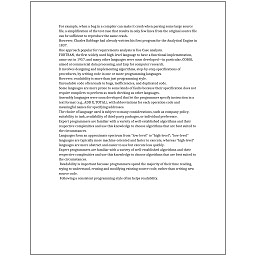 For example, when a bug in a compiler can make it crash when parsing some large source
file, a simplification of the test case that results in only few lines from the original source file
can be sufficient to reproduce the same crash.
However, Charles Babbage had already written his first program for the Analytical Engine in
1837.
One approach popular for requirements analysis is Use Case analysis.
FORTRAN, the first widely used high-level language to have a functional implementation,
came out in 1957, and many other languages were soon developed—in particular, COBOL
aimed at commercial data processing, and Lisp for computer research.
It involves designing and implementing algorithms, step-by-step specifications of
procedures, by writing code in one or more programming languages.
However, readability is more than just programming style.
Unreadable code often leads to bugs, inefficiencies, and duplicated code.
Some languages are more prone to some kinds of faults because their specification does not
require compilers to perform as much checking as other languages.
Assembly languages were soon developed that let the programmer specify instruction in a
text format (e.g., ADD X, TOTAL), with abbreviations for each operation code and
meaningful names for specifying addresses.
The choice of language used is subject to many considerations, such as company policy,
suitability to task, availability of third-party packages, or individual preference.
Expert programmers are familiar with a variety of well-established algorithms and their
respective complexities and use this knowledge to choose algorithms that are best suited to
the circumstances.
Languages form an approximate spectrum from "low-level" to "high-level"; "low-level"
languages are typically more machine-oriented and faster to execute, whereas "high-level"
languages are more abstract and easier to use but execute less quickly.
Expert programmers are familiar with a variety of well-established algorithms and their
respective complexities and use this knowledge to choose algorithms that are best suited to
the circumstances.
Readability is important because programmers spend the majority of their time reading,
trying to understand, reusing and modifying existing source code, rather than writing new
source code.
Following a consistent programming style often helps readability.